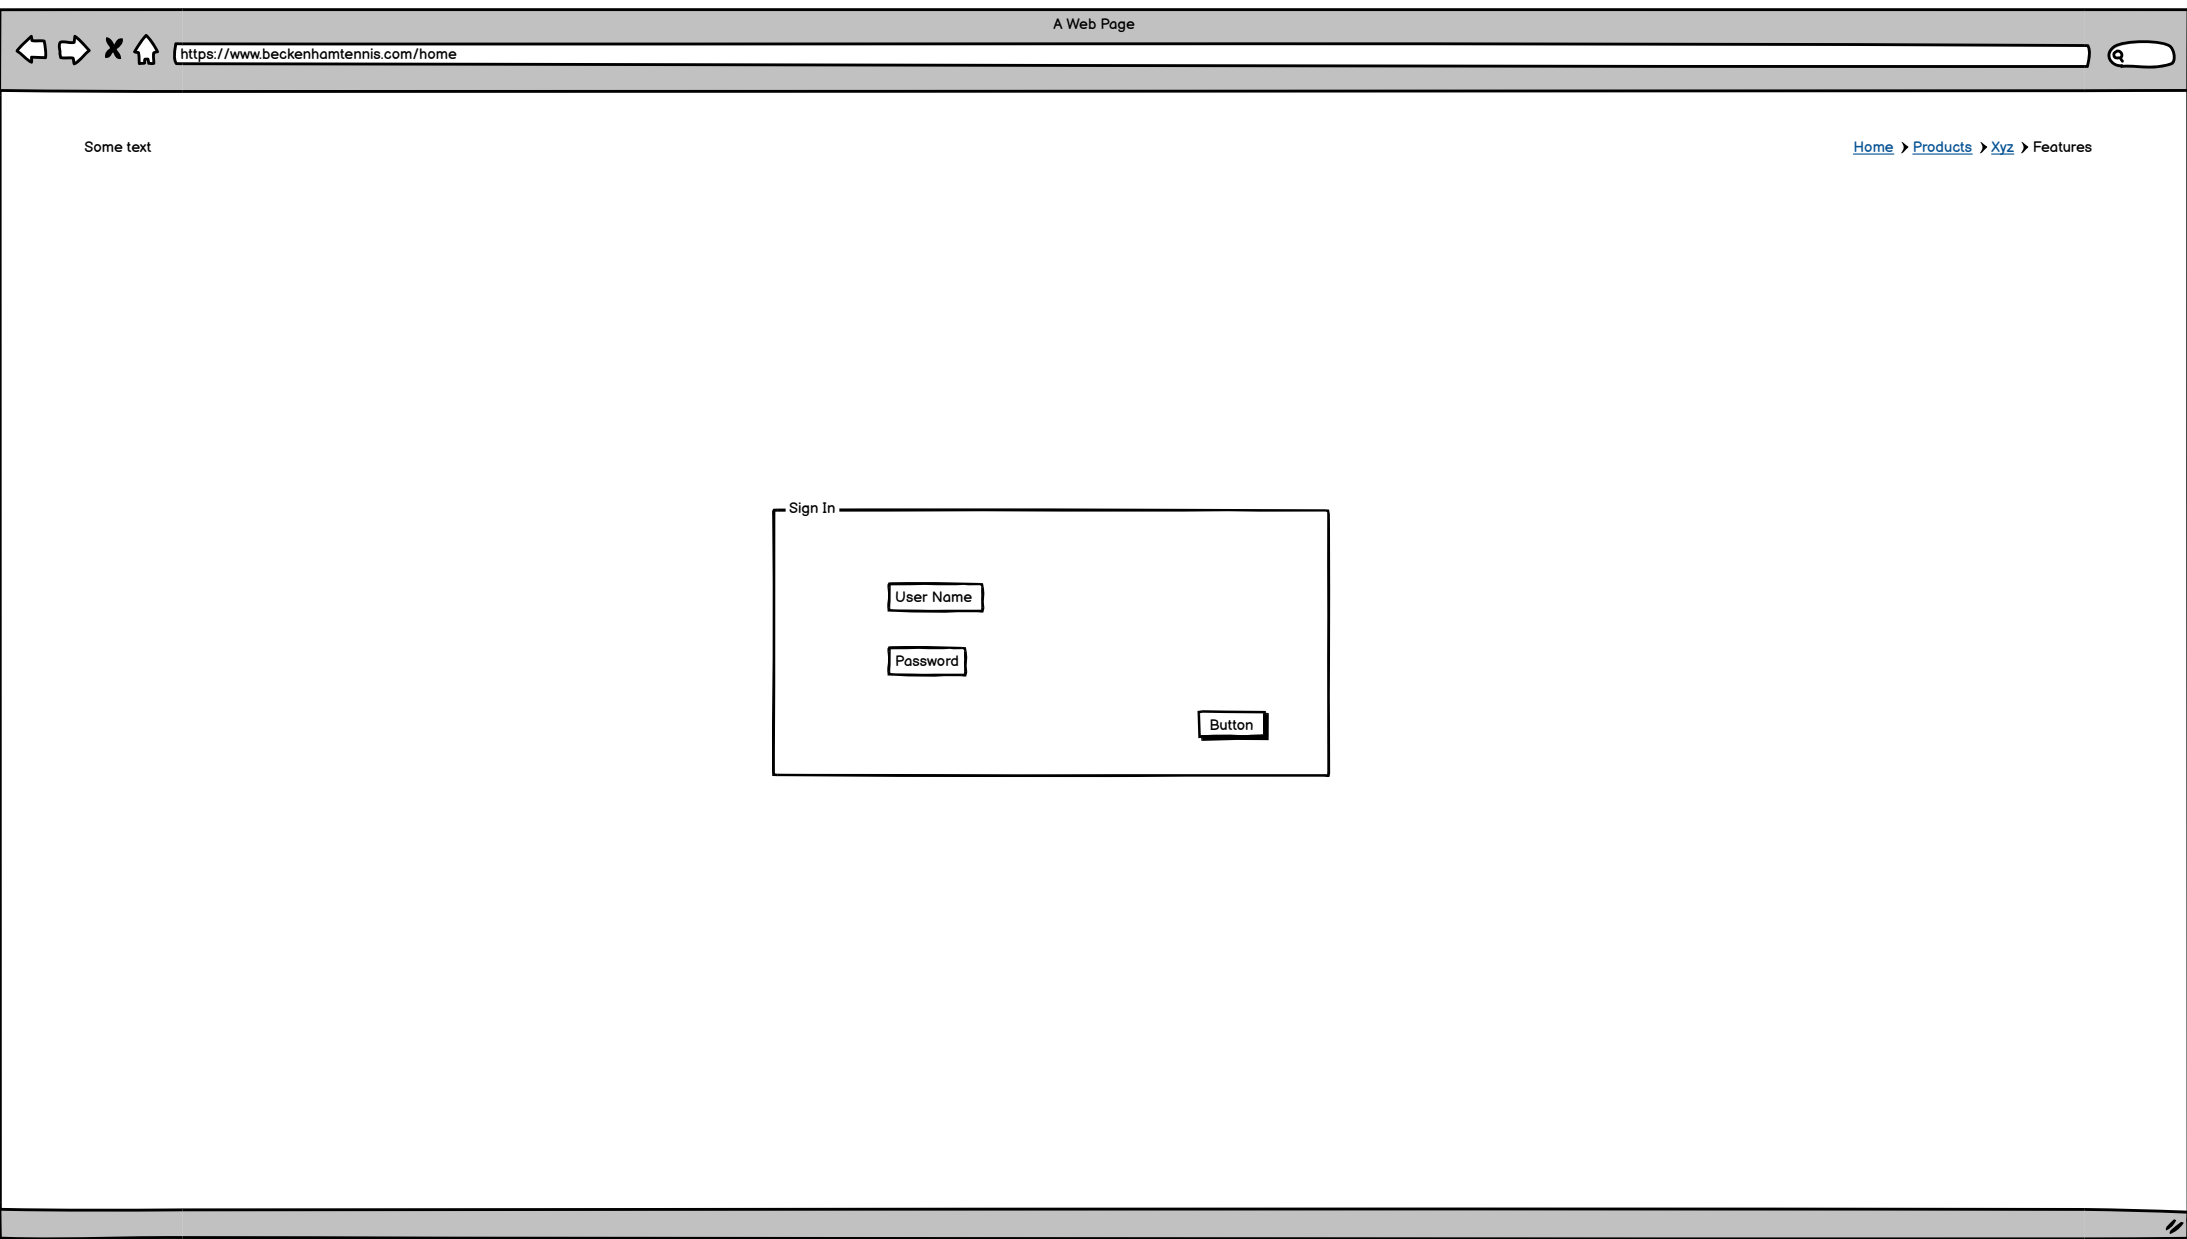 A Web Page
https://www.beckenhamtennis.com/home
Some text
Home Products Xyz Features
Sign In
User Name
Password
Button